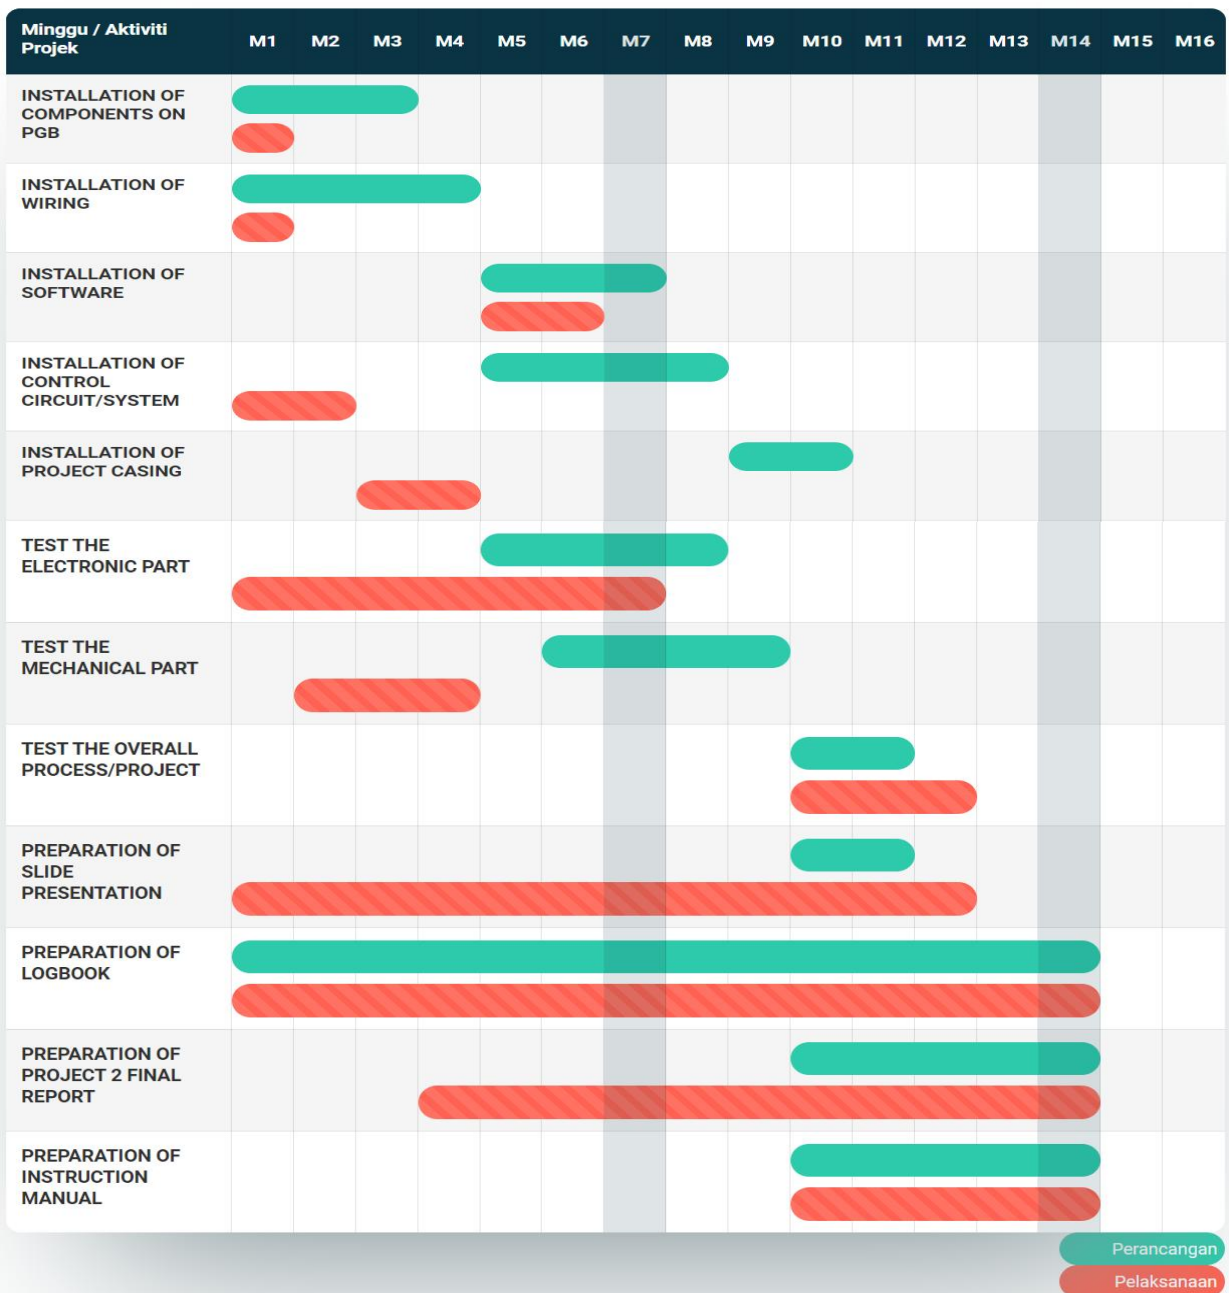 Minggu / Aktiviti
Projek
M1 M2 M3 M4 M5 M6 M7 M8 M9 M10 M11 M12 M13 M14 M15 M16
INSTALLATION OF
COMPONENTS ON
PGB
INSTALLATION OF
WIRING
INSTALLATION OF
SOFTWARE
INSTALLATION OF
CONTROL
CIRCUIT/SYSTEM
INSTALLATION OF
PROJECT CASING
TEST THE
ELECTRONIC PART
TEST THE
MECHANICAL PART
TEST THE OVERALL
PROCESS/PROJECT
PREPARATION OF
SLIDE
PRESENTATION
PREPARATION OF
LOGBOOK
PREPARATION OF
PROJECT 2 FINAL
REPORT
PREPARATION OF
INSTRUCTION
MANUAL
Perancangan
Pelaksanaan